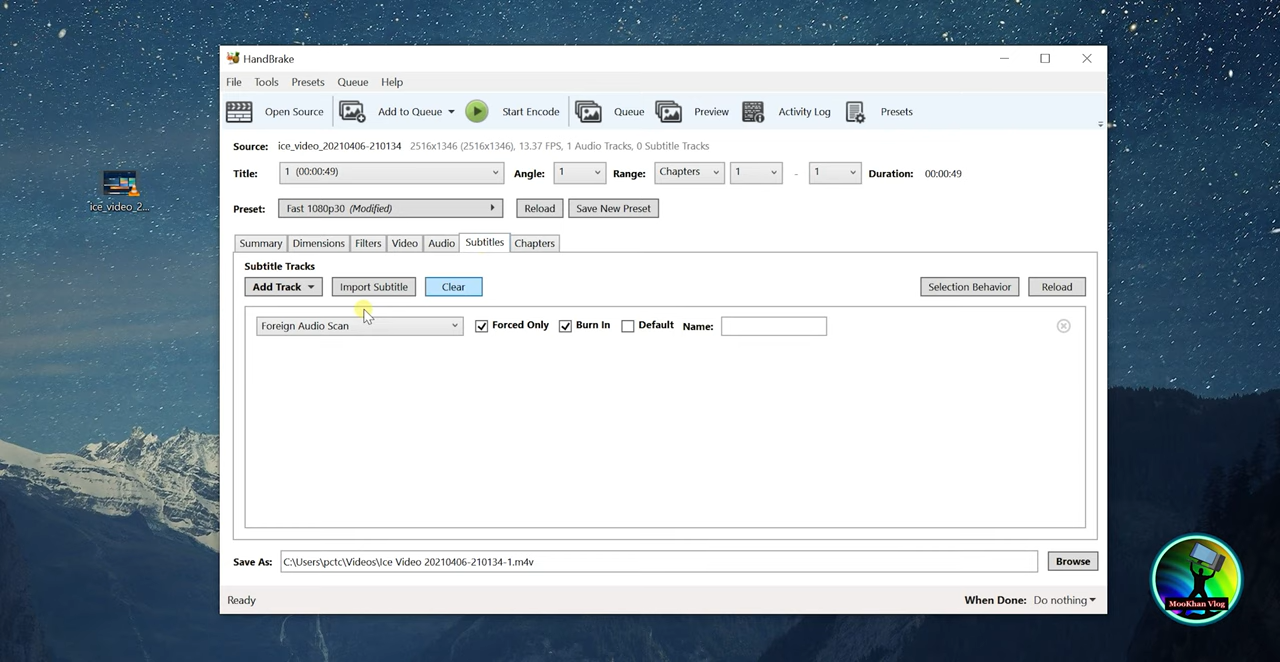 HandBrake
File Tools Presets Queue Help
Open Source Add to Queue Start Encode Queue Preview Activity Log Presets
Source: ice_video_20210406-210134 2516x1346 (2516x1346), 13.37 FPS, 1 Audio Tracks, 0 Subtitle Tracks
Title: 1 (00:00:49) Angle: 1 Range: Chapters 1 - 1 Duration: 00:00:49
ice_video_2...
Preset: Fast 1080p30 (Modified) Reload Save New Preset
Summary Dimensions Filters Video Audio Subtitles Chapters
Subtitle Tracks
Add Track Import Subtitle Clear Selection Behavior Reload
Foreign Audio Scan Forced Only Burn In Default Name:
Save As: C:\Users\pctc\Videos\Ice Video 20210406-210134-1.m4v Browse
Ready When Done: Do nothing
MooKhan Vlog